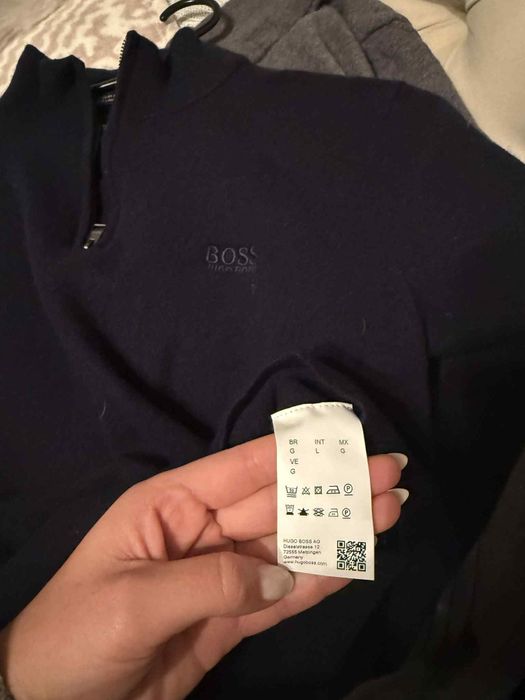 BOSS
HUGO BOSS
BR INT MX
G L G
VE
G
HUGO BOSS AG
Dieselstrasse 12
72555 Metzingen
Germany
www.hugoboss.com